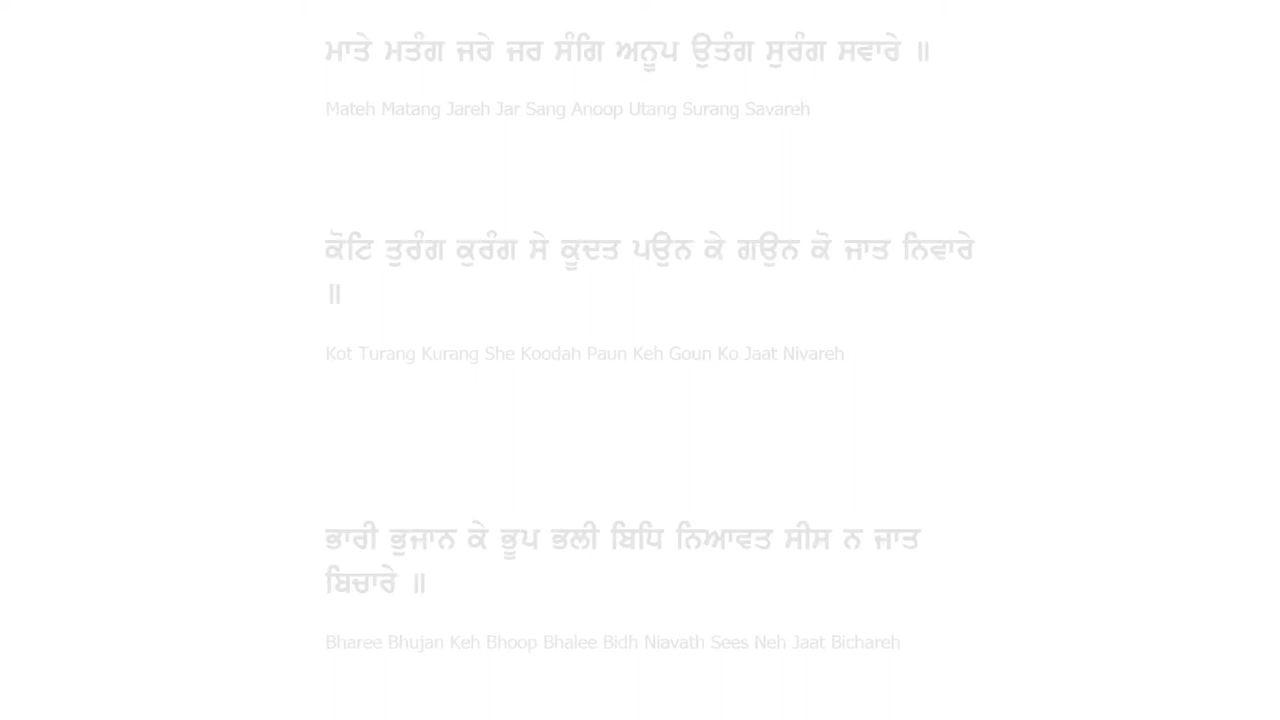 ਮਾਤੇ ਮਤੰਗ ਜਰੇ ਜਰ ਸੰਗਿ ਅਨੂਪ ਉਤੰਗ ਸੁਰੰਗ ਸਵਾਰੇ ॥
Mateh Matang Jareh Jar Sang Anoop Utang Surang Savareh
ਕੋਟਿ ਤੁਰੰਗ ਕੁਰੰਗ ਸੇ ਕੂਦਤ ਪਉਨ ਕੇ ਗਉਨ ਕੋ ਜਾਤ ਨਿਵਾਰੇ
॥
Kot Turang Kurang She Koodah Paun Keh Goun Ko Jaat Nivareh
ਭਾਰੀ ਭੁਜਾਨ ਕੇ ਭੂਪ ਭਲੀ ਬਿਧਿ ਨਿਆਵਤ ਸੀਸ ਨ ਜਾਤ
ਬਿਚਾਰੇ ॥
Bharee Bhujan Keh Bhoop Bhalee Bidh Niavath Sees Neh Jaat Bichareh